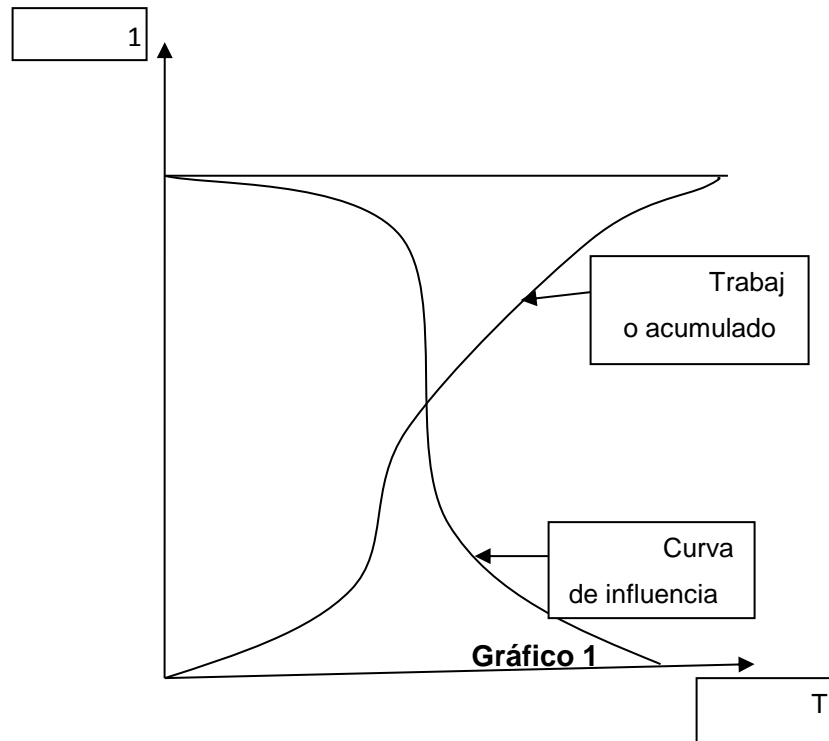 1
Trabaj
o acumulado
Curva
de influencia
Gráfico 1
T